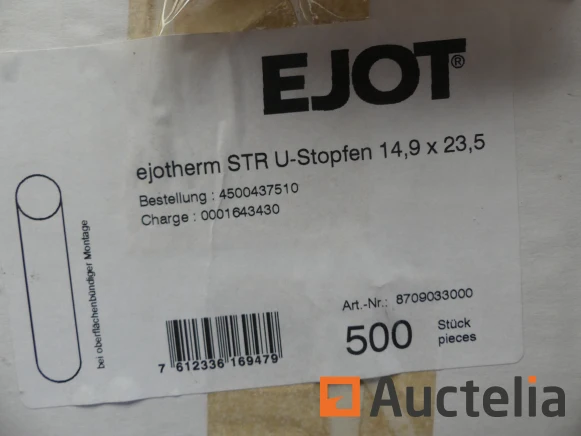 EJOT®
ejotherm STR U-Stopfen 14,9 x 23,5
Bestellung : 4500437510
Charge : 0001643430
bei oberflächenbündiger Montage
Art.-Nr.: 8709033000
500 Stück
pieces
7 612336 169479
Auctelia